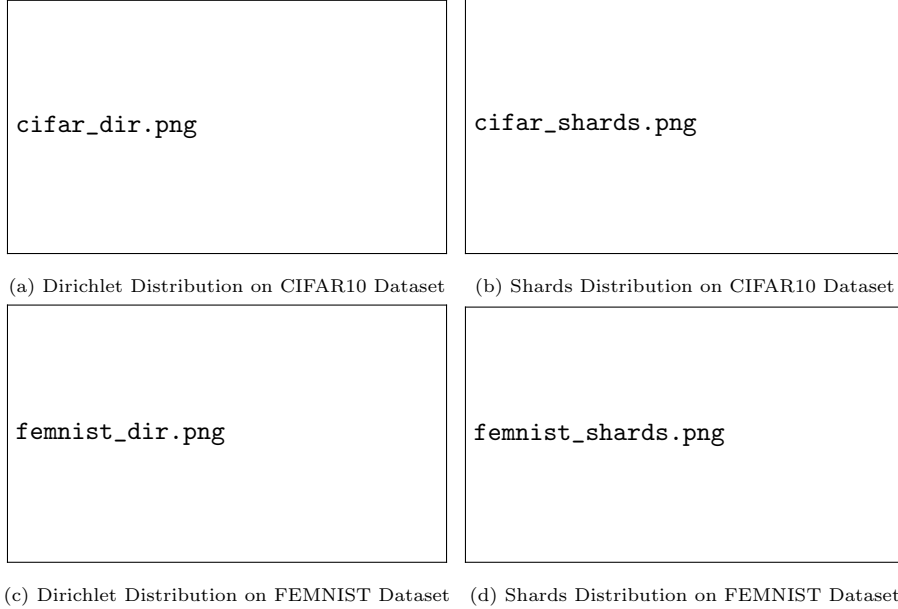 cifar_dir.png
cifar_shards.png
(a) Dirichlet Distribution on CIFAR10 Dataset
(b) Shards Distribution on CIFAR10 Dataset
femnist_dir.png
femnist_shards.png
(c) Dirichlet Distribution on FEMNIST Dataset
(d) Shards Distribution on FEMNIST Dataset